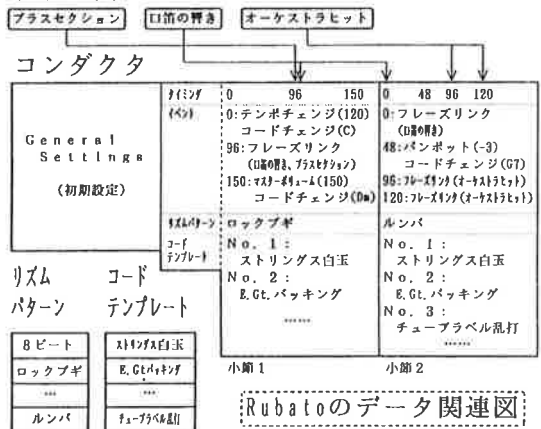 ブラスセクション 口笛の響き オーケストラヒット
コンダクタ
タイミング 0 96 150 0 48 96 120
General
Settings
(初期設定)
イベント 0:テンポチェンジ(120)
コードチェンジ(C)
96:フレーズリンク
(口笛の響き、ブラスセクション)
150:マスターボリューム(150)
コードチェンジ(Dm)
0:フレーズリンク
(口笛の響き)
48:パンポット(-3)
コードチェンジ(G7)
96:フレーズリンク(オーケストラヒット)
120:フレーズリンク(オーケストラヒット)
リズムパターン ロックブギ ルンバ
コード
テンプレート
No. 1:
ストリングス白玉
No. 2:
E.Gt.バッキング
……
No. 1:
ストリングス白玉
No. 2:
E.Gt.バッキング
No. 3:
チューブラベル乱打
……
小節1 小節2
リズム
パターン
8ビート
ロックブギ
…
ルンバ
コード
テンプレート
ストリングス白玉
E.Gt.バッキング
…
チューブラベル乱打
Rubatoのデータ関連図